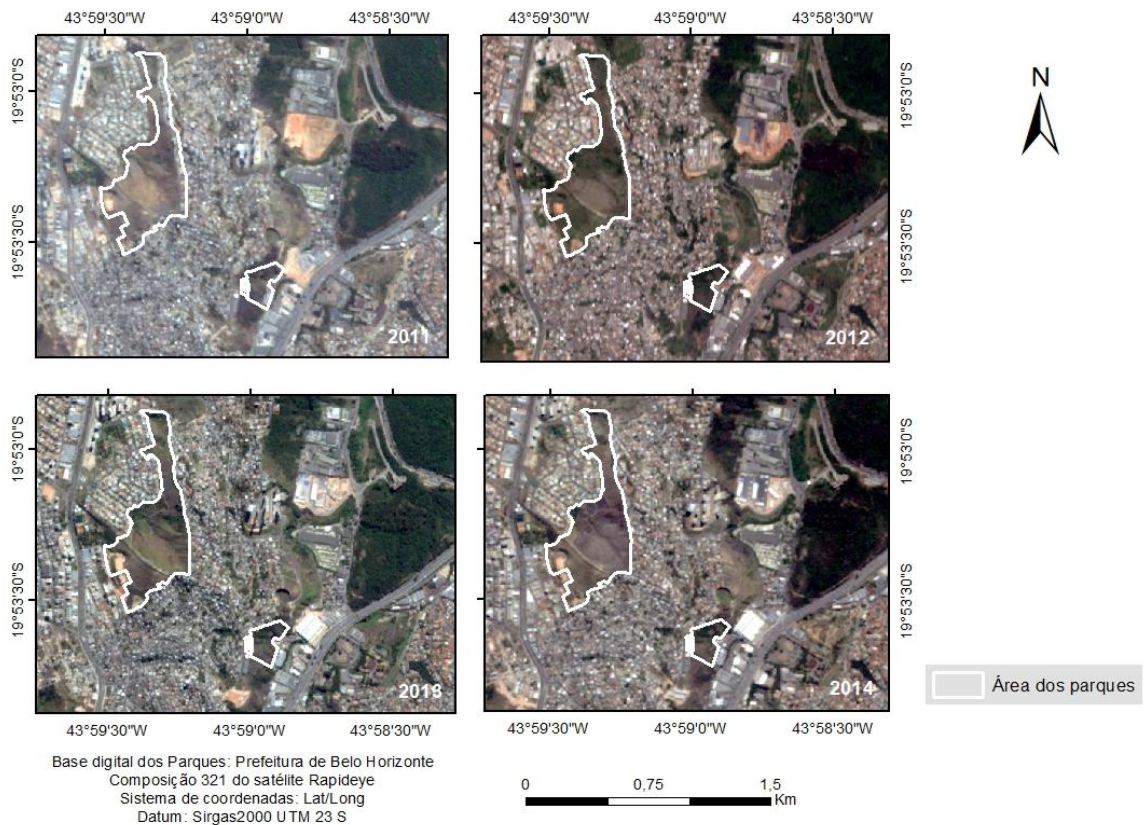 43°59'30"W 43°59'0"W 43°58'30"W 43°59'30"W 43°59'0"W 43°58'30"W
19°53'0"S
19°53'30"S
2011
2012
19°53'0"S
19°53'30"S
N
19°53'0"S
19°53'30"S
2013
2014
19°53'0"S
19°53'30"S
43°59'30"W 43°59'0"W 43°58'30"W 43°59'30"W 43°59'0"W 43°58'30"W
Área dos parques
Base digital dos Parques: Prefeitura de Belo Horizonte
Composição 321 do satélite Rapideye
Sistema de coordenadas: Lat/Long
Datum: Sirgas2000 UTM 23 S
0 0,75 1,5
Km